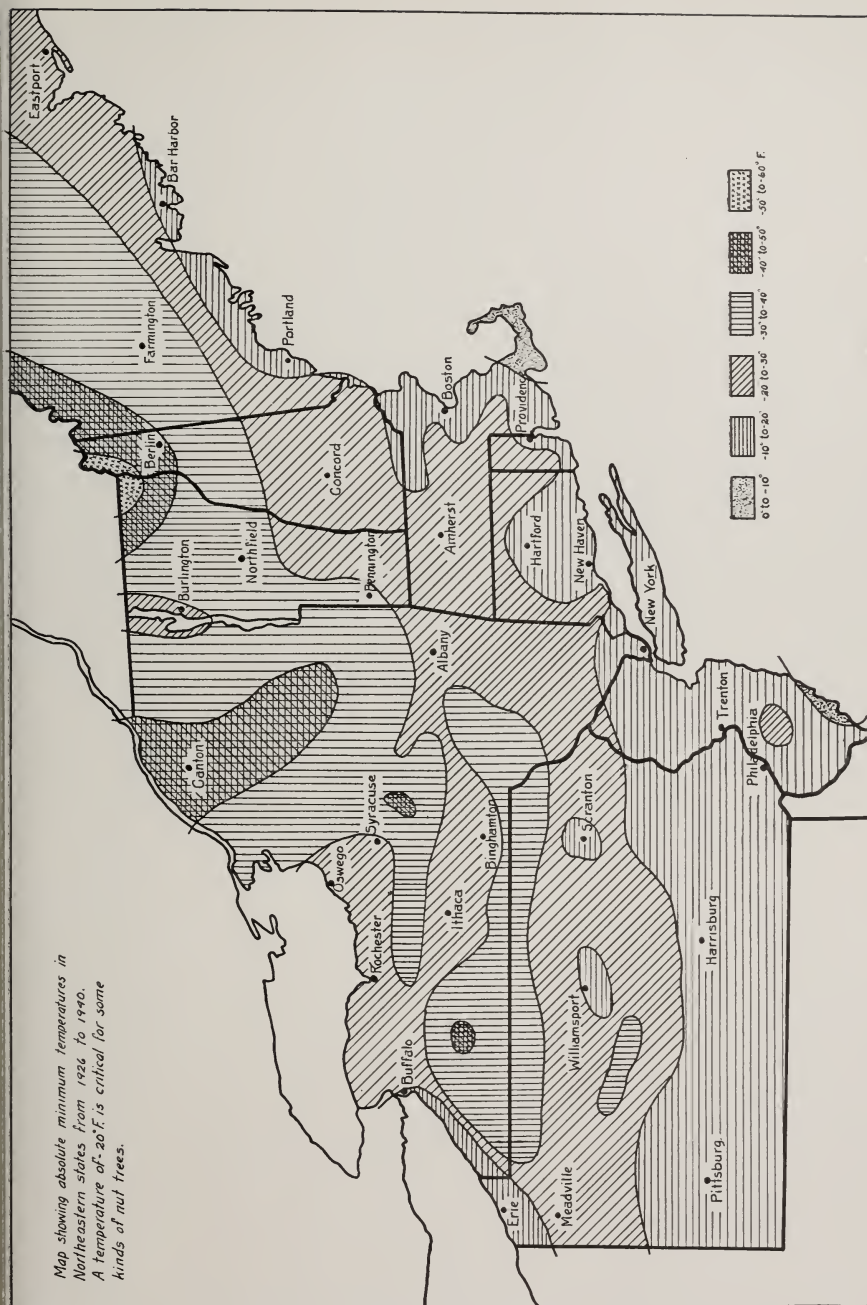 Map showing absolute minimum temperatures in
Northeastern states from 1926 to 1940.
A temperature of -20°F. is critical for some
kinds of nut trees.
Eastport
Bar Harbor
Farmington
Portland
Berlin
Concord
Boston
Providence
Burlington
Northfield
Bennington
Amherst
Hartford
New Haven
New York
Albany
Canton
Syracuse
Oswego
Rochester
Ithaca
Binghamton
Buffalo
Scranton
Williamsport
Trenton
Philadelphia
Harrisburg
Erie
Meadville
Pittsburg
0° to -10°
-10° to -20°
-20 to -30°
-30° to -40°
-40° to -50°
-50° to -60° F.